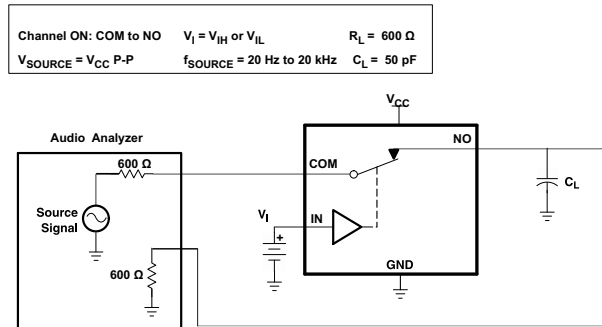 Channel ON: COM to NO V_I = V_IH or V_IL R_L = 600 Ω
V_SOURCE = V_CC P-P f_SOURCE = 20 Hz to 20 kHz C_L = 50 pF
V_CC
Audio Analyzer
NO
600 Ω
COM
C_L
Source
Signal
V_I
IN
+
600 Ω
GND